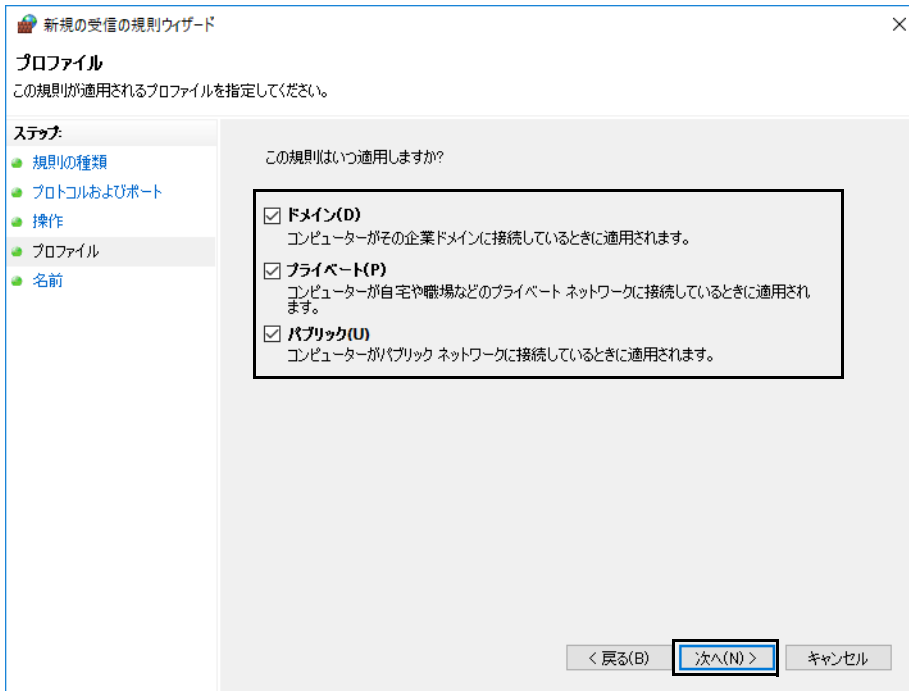 新規の受信の規則ウィザード
プロファイル
この規則が適用されるプロファイルを指定してください。
ステップ:
規則の種類
プロトコルおよびポート
操作
プロファイル
名前
この規則はいつ適用しますか?
ドメイン(D)
コンピューターがその企業ドメインに接続しているときに適用されます。
プライベート(P)
コンピューターが自宅や職場などのプライベート ネットワークに接続しているときに適用され
ます。
パブリック(U)
コンピューターがパブリック ネットワークに接続しているときに適用されます。
< 戻る(B)
次へ(N) >
キャンセル